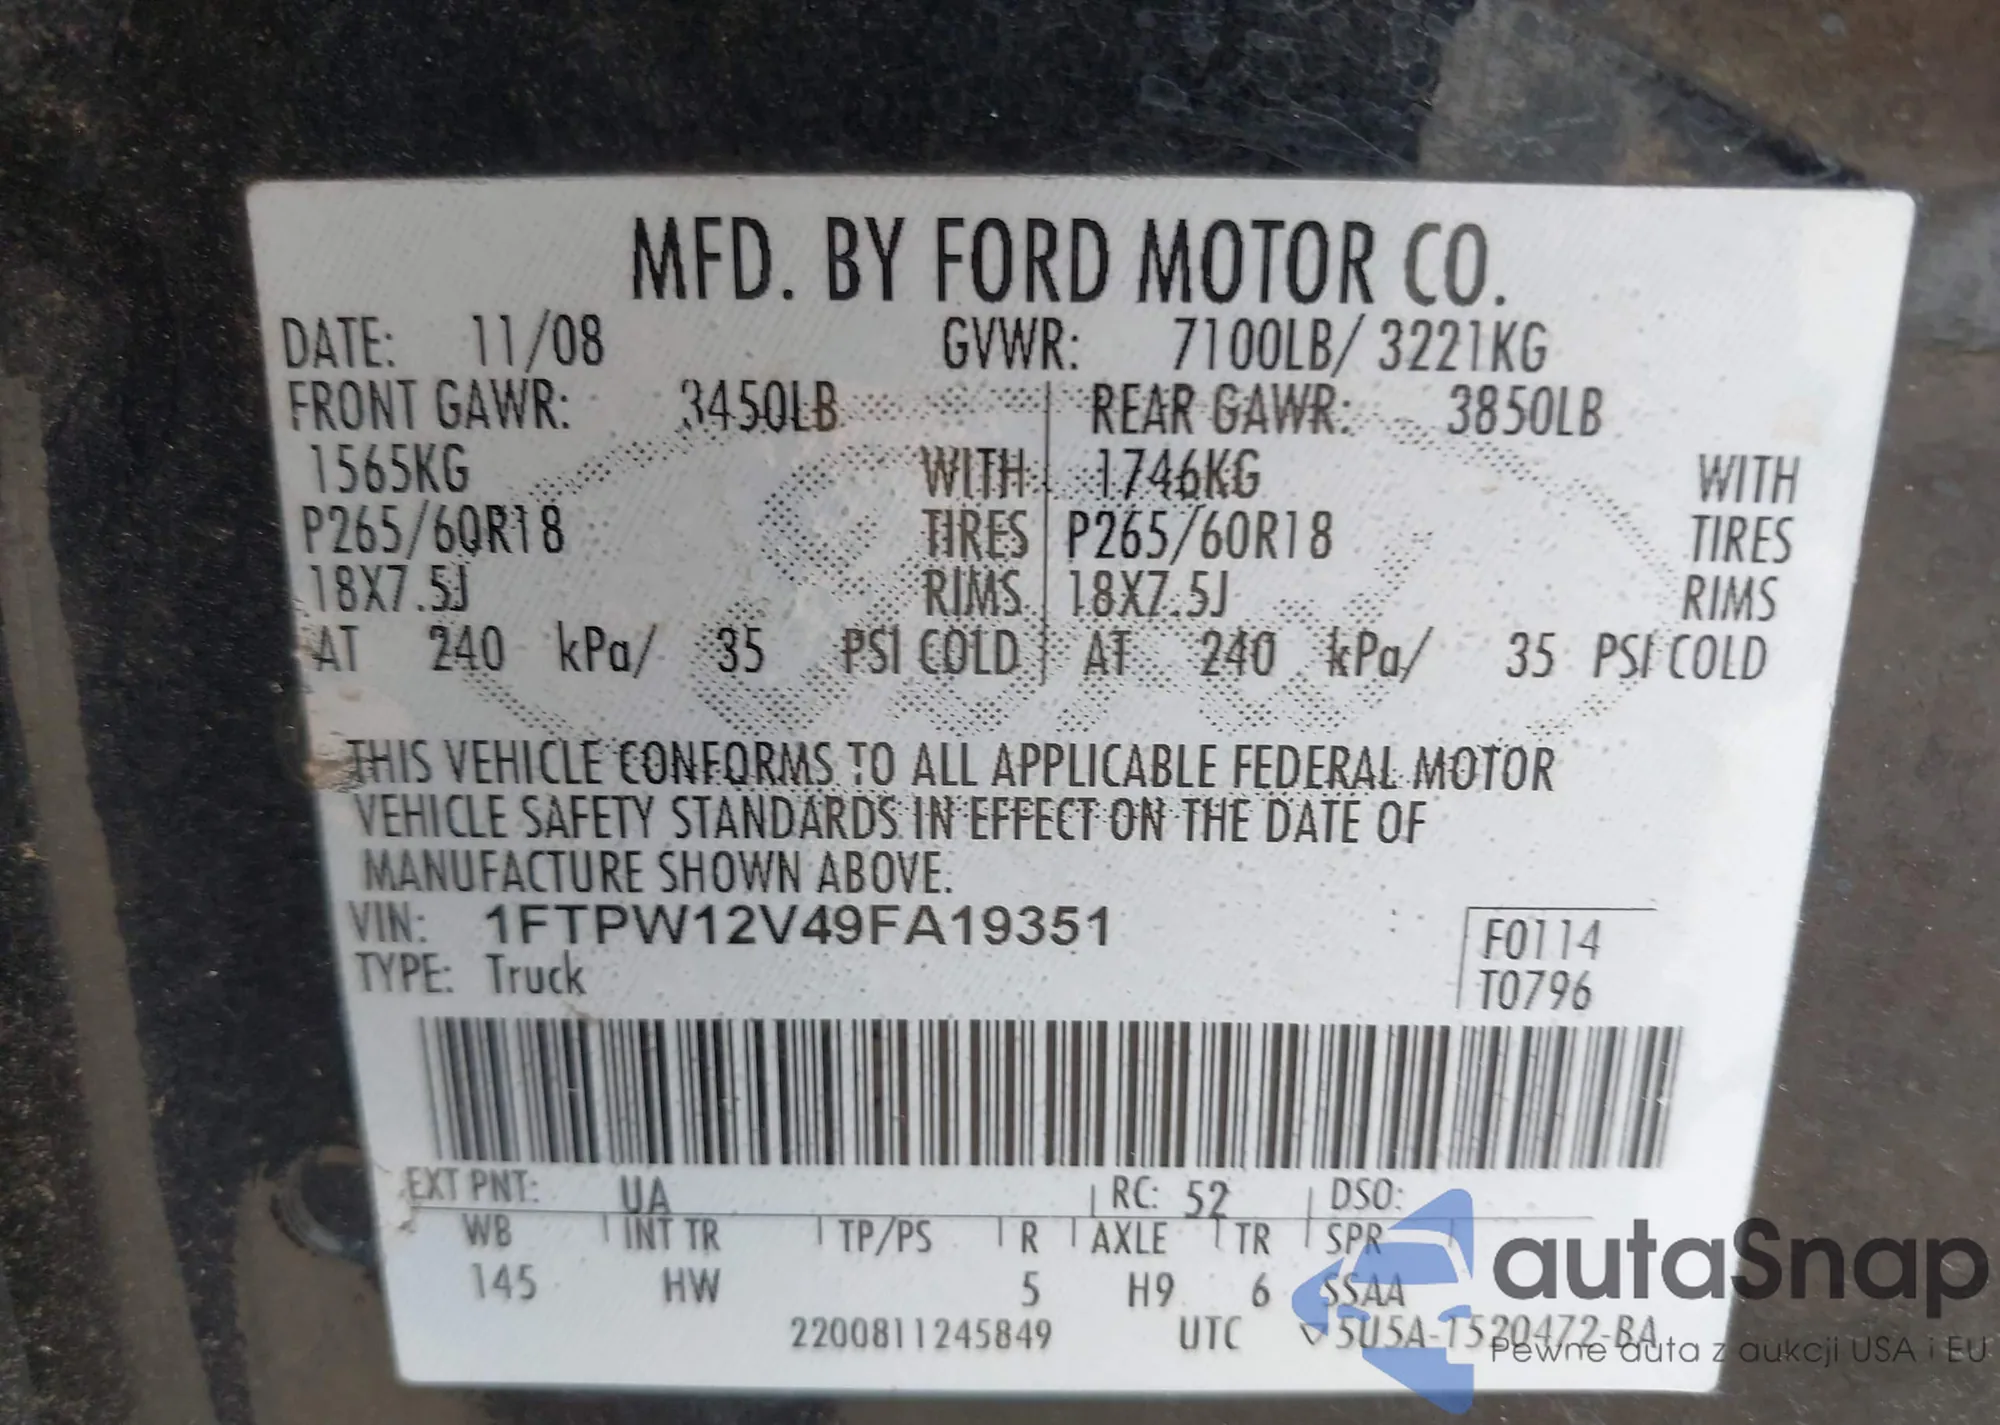 MFD. BY FORD MOTOR CO.
DATE: 11/08 GVWR: 7100LB/ 3221KG
FRONT GAWR: 3450LB REAR GAWR: 3850LB
1565KG WITH 1746KG WITH
P265/60R18 TIRES P265/60R18 TIRES
18X7.5J RIMS 18X7.5J RIMS
AT 240 kPa/ 35 PSI COLD AT 240 kPa/ 35 PSI COLD
THIS VEHICLE CONFORMS TO ALL APPLICABLE FEDERAL MOTOR
VEHICLE SAFETY STANDARDS IN EFFECT ON THE DATE OF
MANUFACTURE SHOWN ABOVE.
VIN: 1FTPW12V49FA19351
TYPE: Truck
F0114
T0796
EXT PNT: UA RC: 52 DSO:
WB INT TR TP/PS R AXLE TR SPR
145 HW 5 H9 6 SSAA
2200811245849 UTC 5U5A-1520472-BA
autaSnap
Pewne auta z aukcji USA i EU